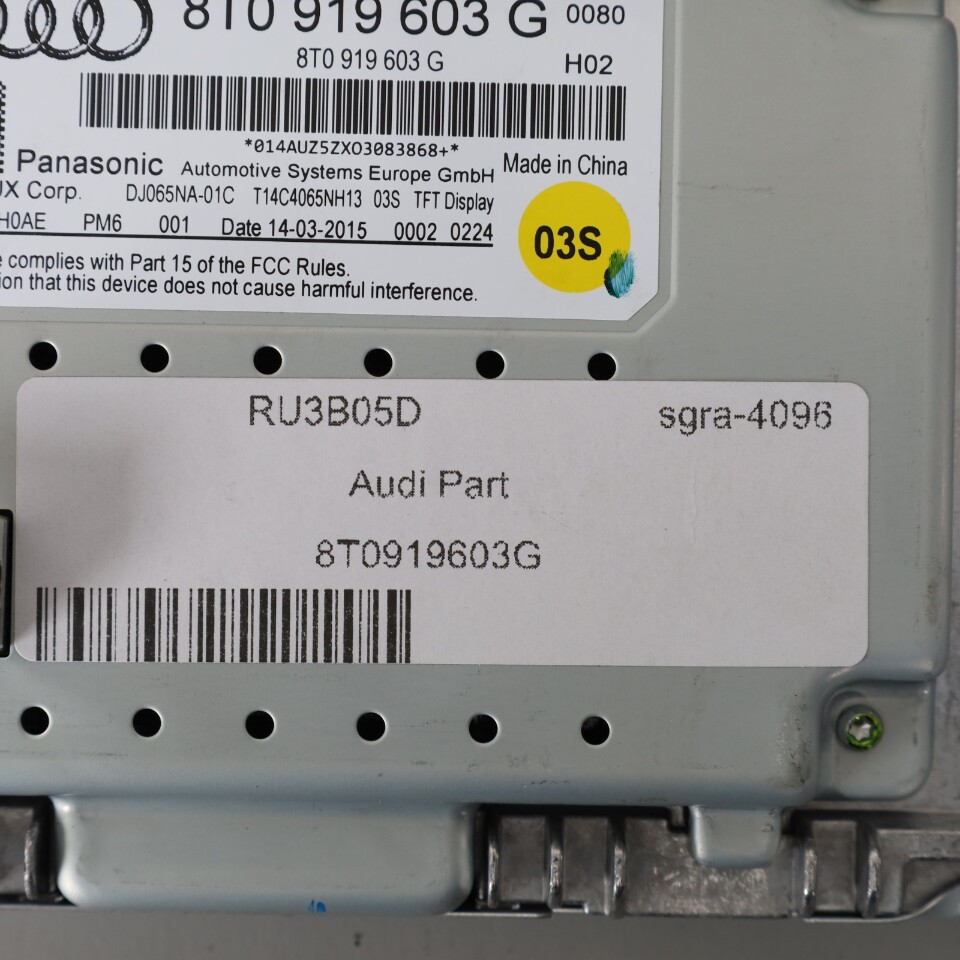 8T0 919 603 G 0080
8T0 919 603 G H02
*014AUZ5ZX03083868+*
Panasonic Automotive Systems Europe GmbH Made in China
Corp. DJ065NA-01C T14C4065NH13 03S TFT Display
H0AE PM6 001 Date 14-03-2015 0002 0224
03S
complies with Part 15 of the FCC Rules.
that this device does not cause harmful interference.
RU3B05D sgra-4096
Audi Part
8T0919603G